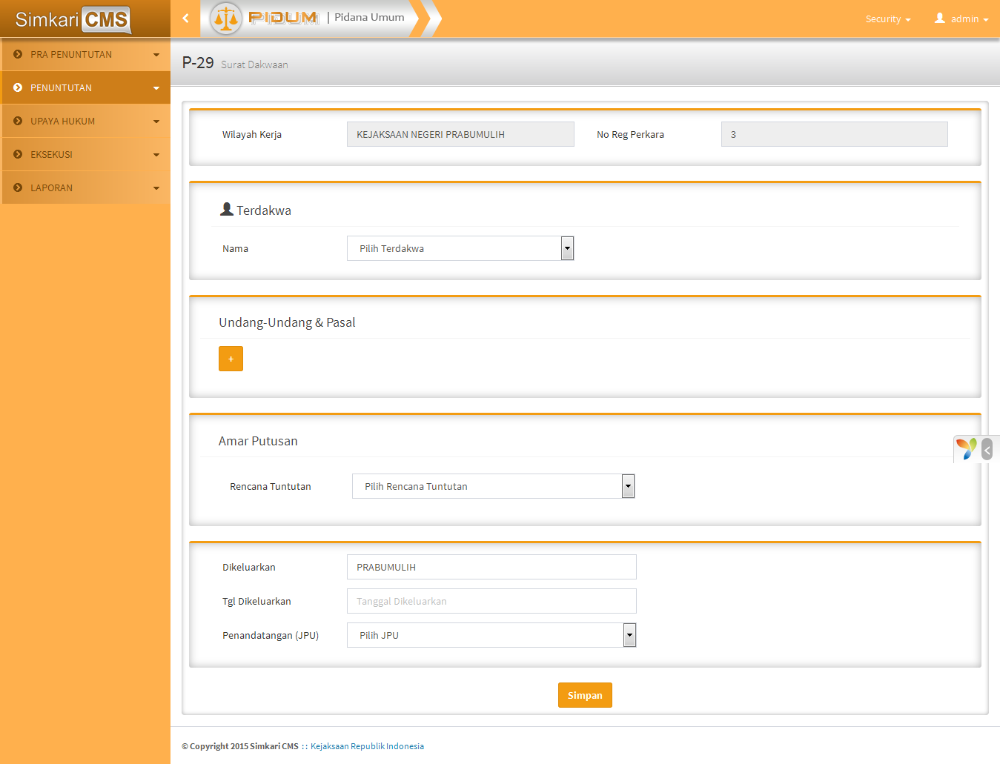 Simkari CMS
PIDUM | Pidana Umum
Security
admin
PRA PENUNTUTAN
PENUNTUTAN
UPAYA HUKUM
EKSEKUSI
LAPORAN
P-29 Surat Dakwaan
Wilayah Kerja KEJAKSAAN NEGERI PRABUMULIH No Reg Perkara 3
Terdakwa
Nama Pilih Terdakwa
Undang-Undang & Pasal
+
Amar Putusan
Rencana Tuntutan Pilih Rencana Tuntutan
Dikeluarkan PRABUMULIH
Tgl Dikeluarkan Tanggal Dikeluarkan
Penandatangan (JPU) Pilih JPU
Simpan
© Copyright 2015 Simkari CMS :: Kejaksaan Republik Indonesia